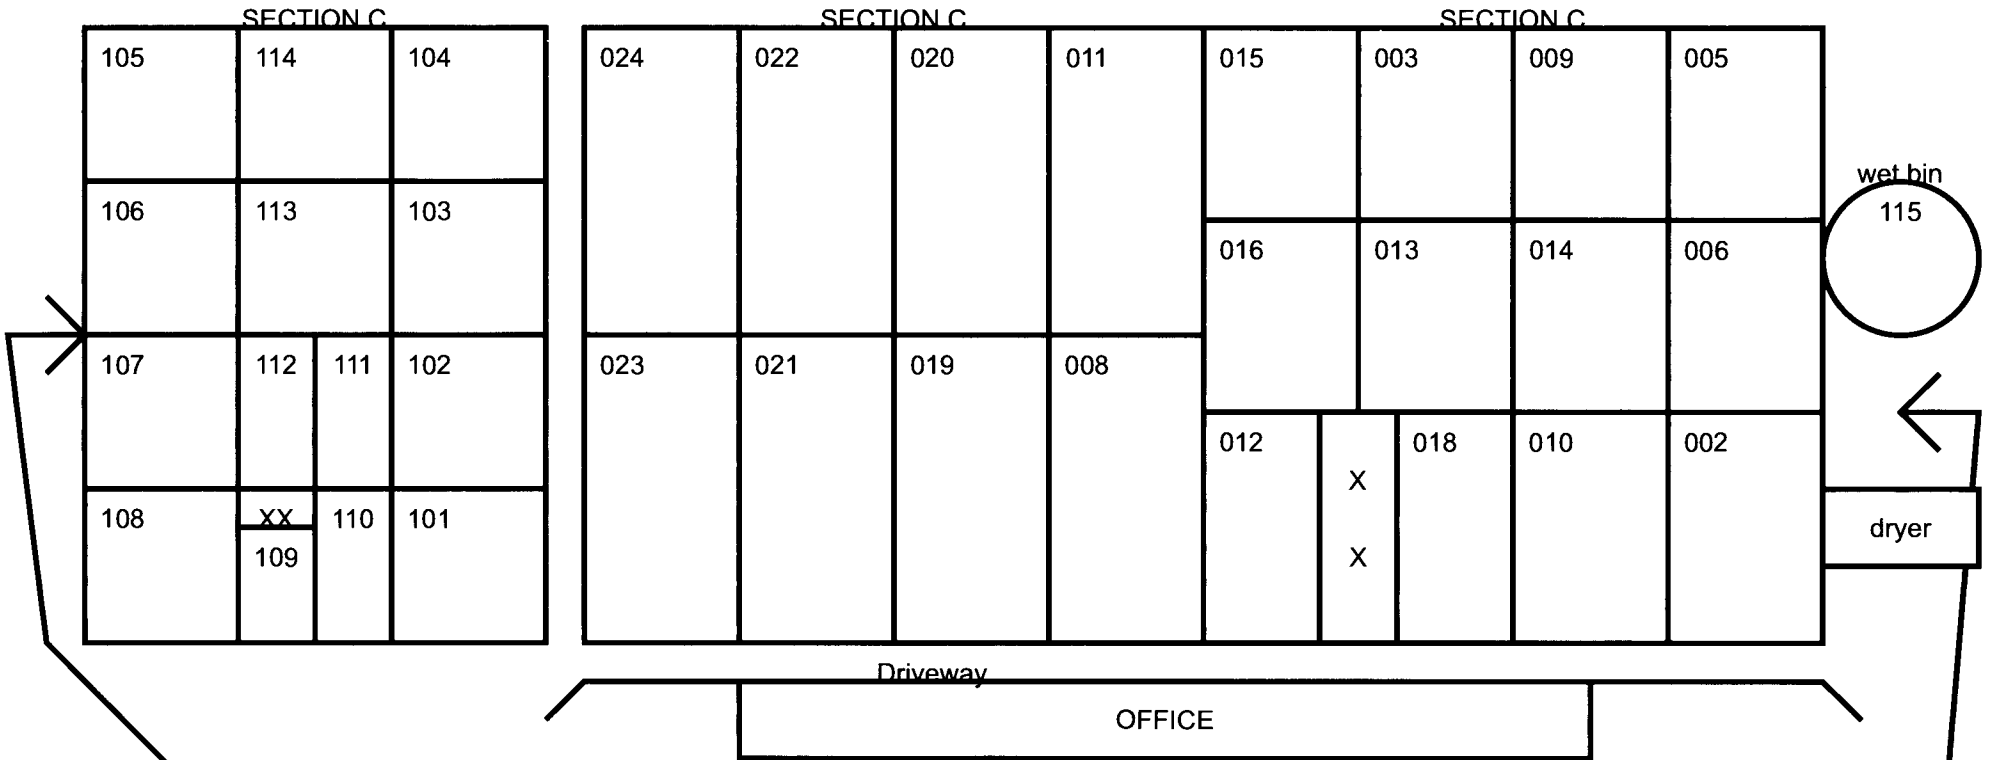 SECTION C SECTION C SECTION C
105 114 104 024 022 020 011 015 003 009 005
wet bin
106 113 103 115
016 013 014 006
107 112 111 102 023 021 019 008
012 018 010 002
X
108 XX 110 101 dryer
109 X
Driveway
OFFICE